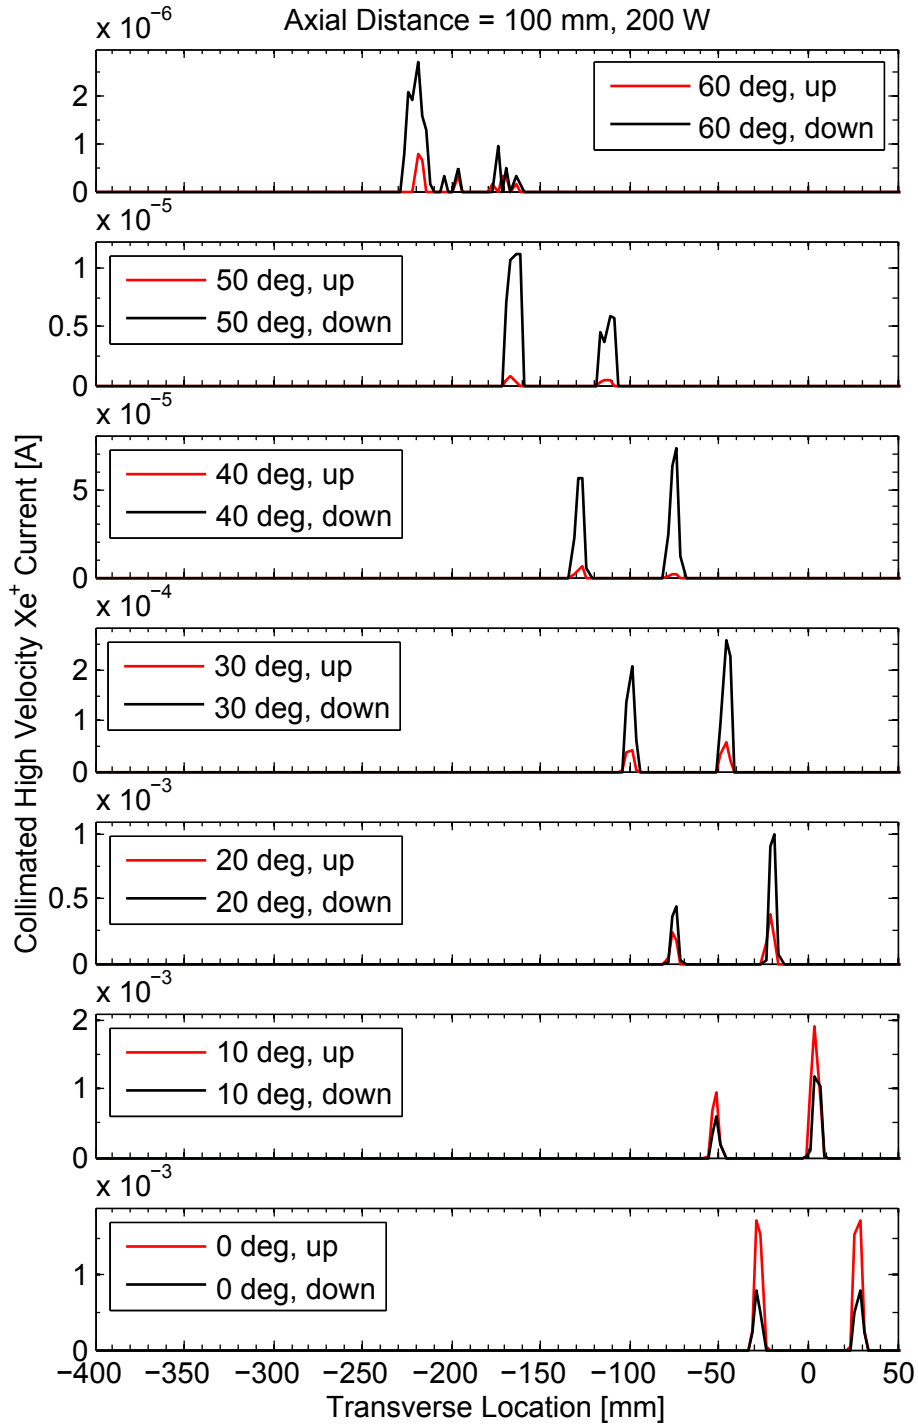 Axial Distance = 100 mm, 200 W
x 10⁻⁶
2
1
0
60 deg, up
60 deg, down
x 10⁻⁵
1
0.5
0
50 deg, up
50 deg, down
x 10⁻⁵
5
0
40 deg, up
40 deg, down
x 10⁻⁴
2
1
0
30 deg, up
30 deg, down
x 10⁻³
1
0.5
0
20 deg, up
20 deg, down
x 10⁻³
2
1
0
10 deg, up
10 deg, down
x 10⁻³
1
0
0 deg, up
0 deg, down
−400 −350 −300 −250 −200 −150 −100 −50 0 50
Transverse Location [mm]
Collimated High Velocity Xe⁺ Current [A]